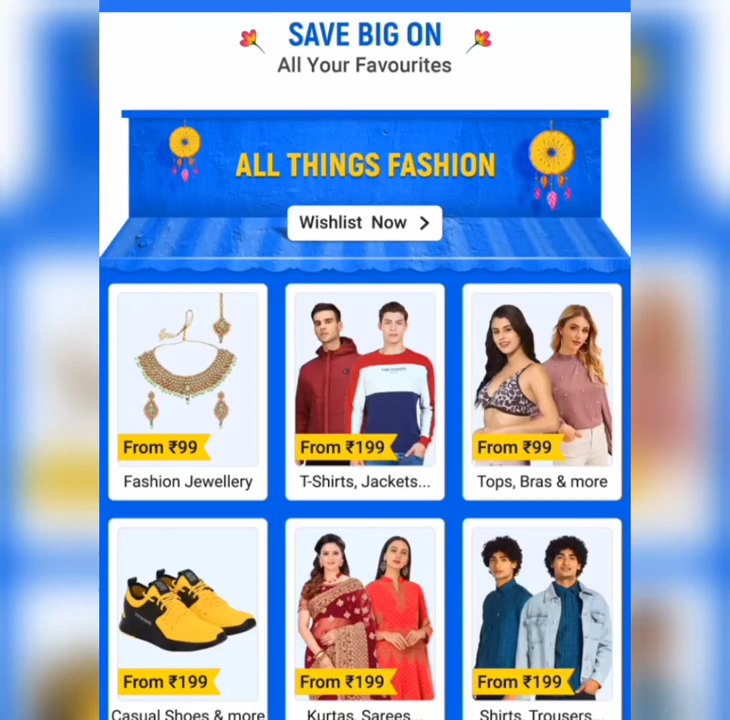 SAVE BIG ON
All Your Favourites
ALL THINGS FASHION
Wishlist Now >
From ₹99
Fashion Jewellery
From ₹199
T-Shirts, Jackets...
From ₹99
Tops, Bras & more
From ₹199
Casual Shoes & more
From ₹199
Kurtas, Sarees...
From ₹199
Shirts, Trousers...